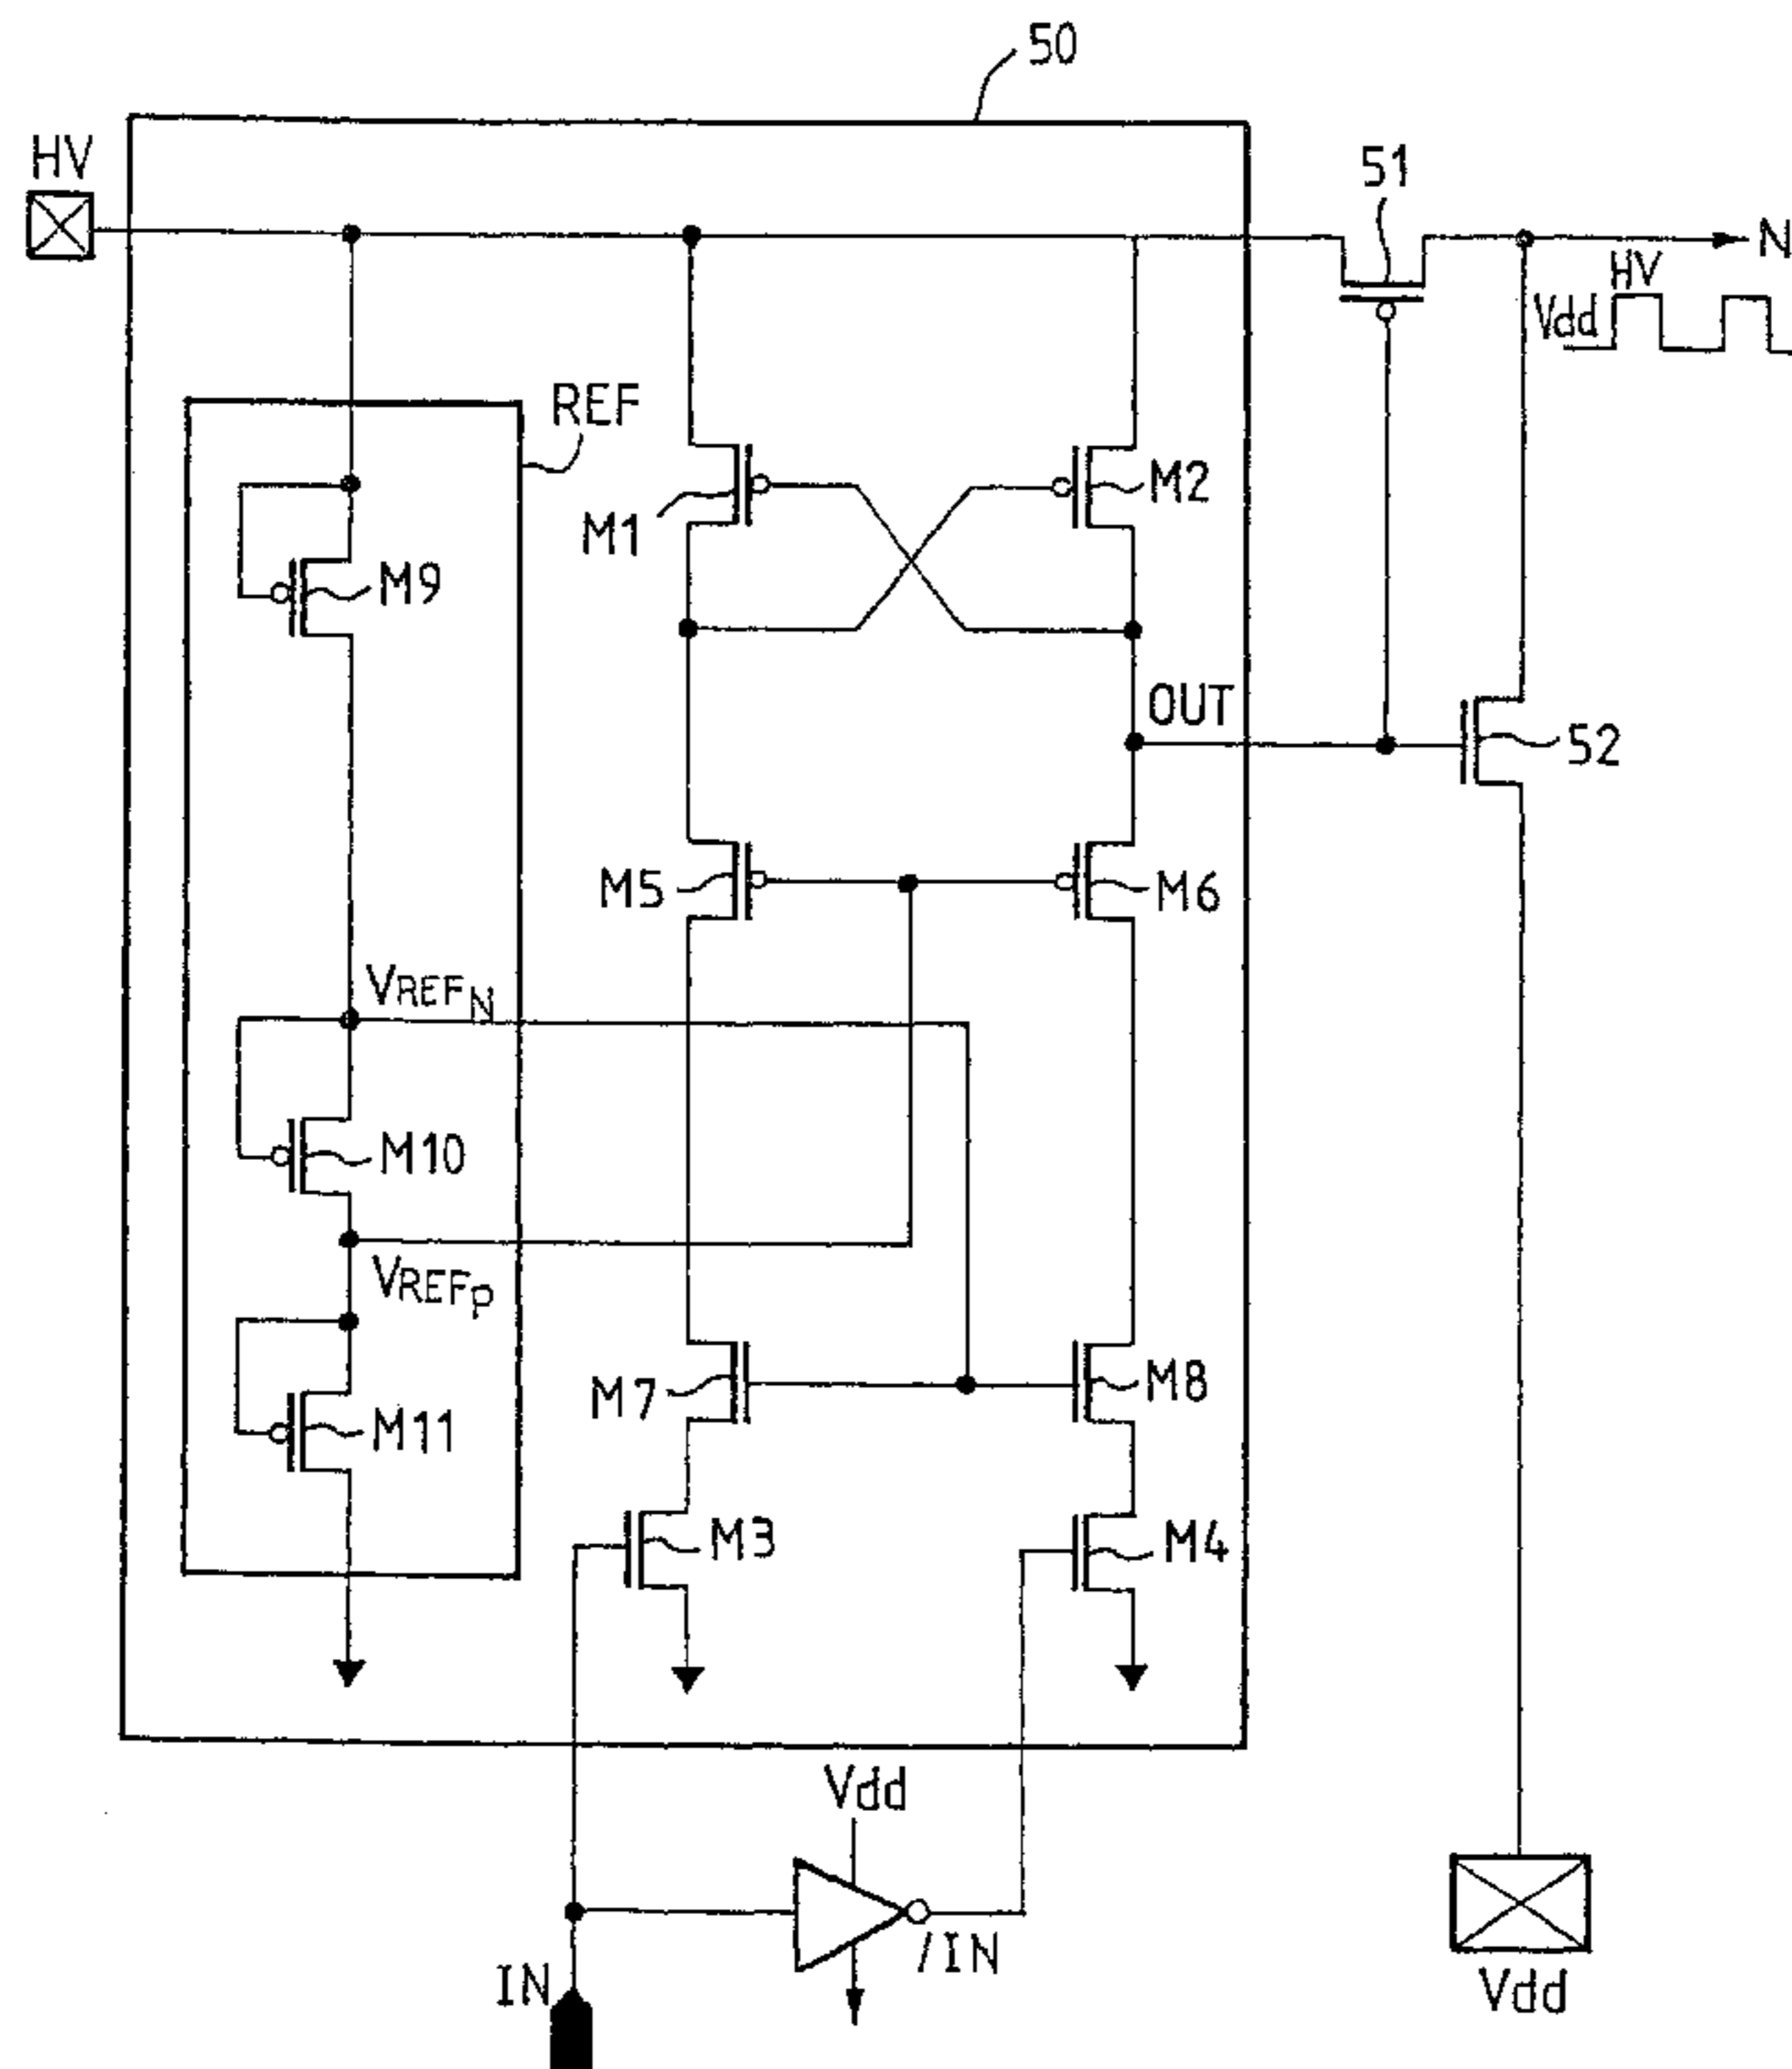 50
HV
51
N
HV
Vdd
REF
M1
M2
M9
OUT
52
M5
M6
VREFN
M10
VREFP
M7
M8
M11
M3
M4
Vdd
/IN
IN
Vdd